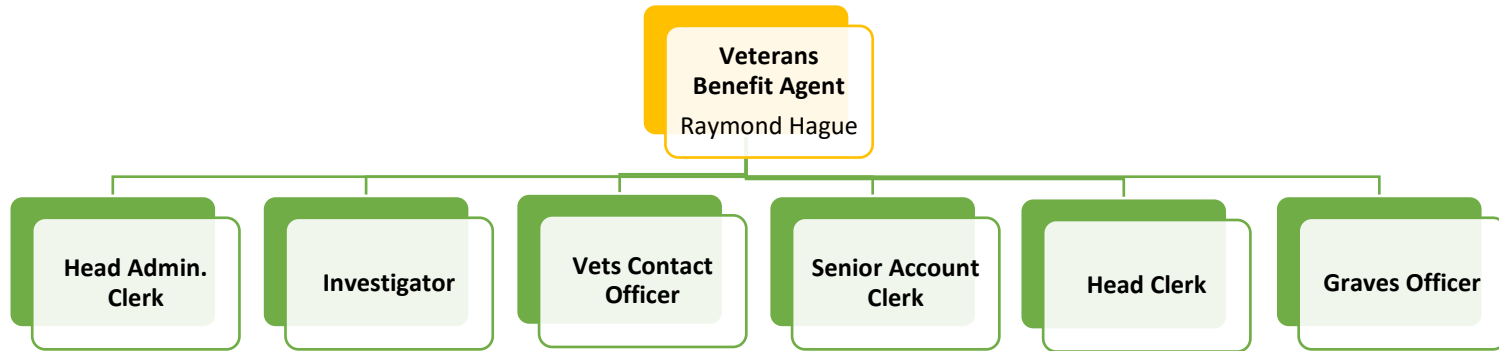 Veterans
Benefit Agent
Raymond Hague
Head Admin.
Clerk
Investigator
Vets Contact
Officer
Senior Account
Clerk
Head Clerk
Graves Officer